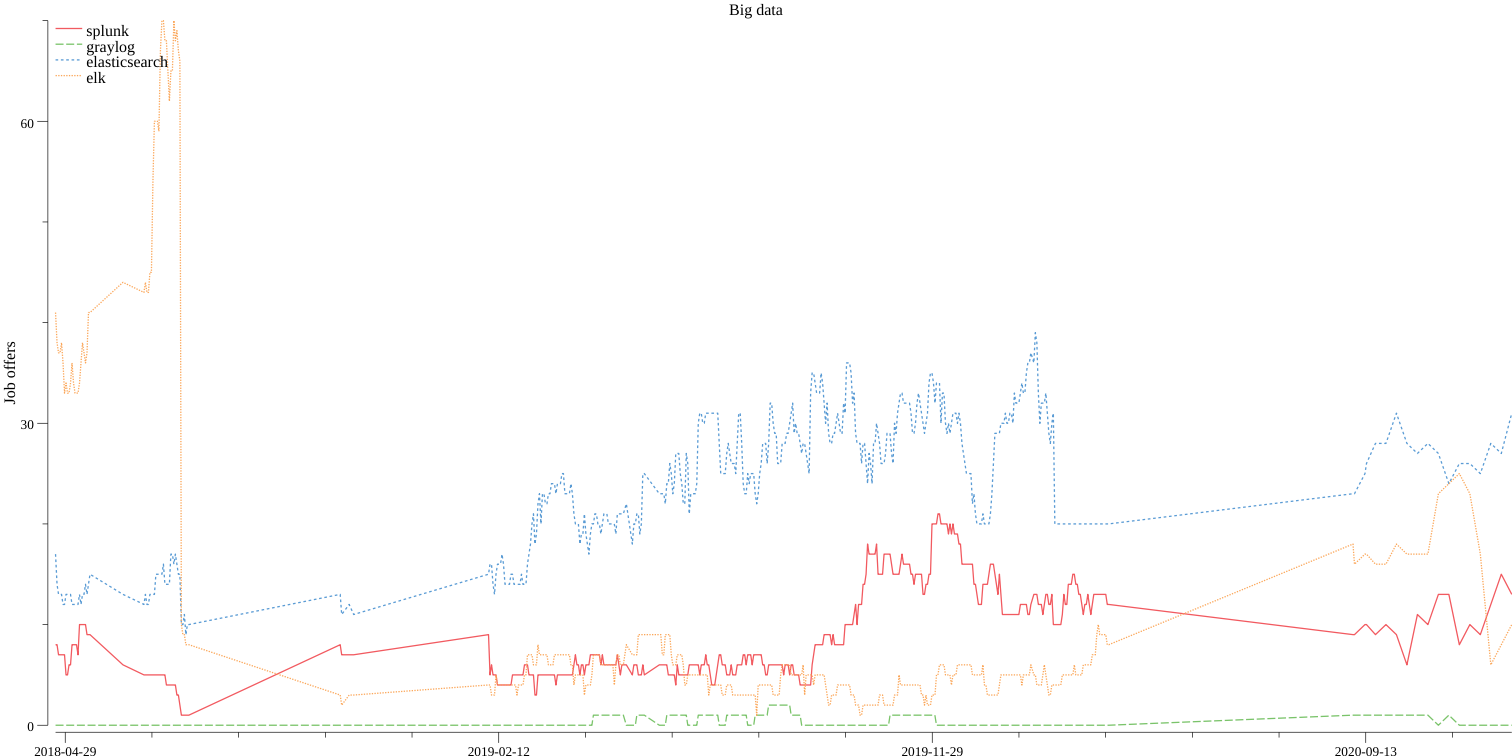 Big data
splunk
graylog
elasticsearch
elk
60
Job offers
30
0
2018-04-29
2019-02-12
2019-11-29
2020-09-13